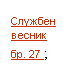 Службен
весник
бр. 27 ;